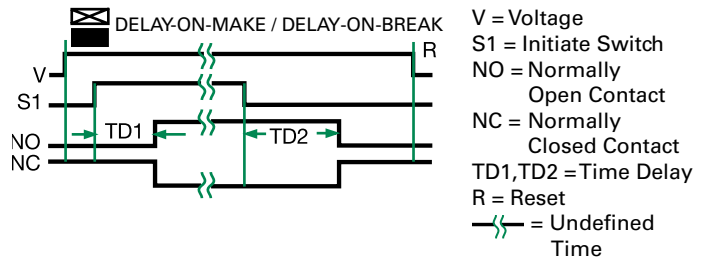 DELAY-ON-MAKE / DELAY-ON-BREAK
R
V
S1
TD1
TD2
NO
NC
V = Voltage
S1 = Initiate Switch
NO = Normally
Open Contact
NC = Normally
Closed Contact
TD1,TD2 = Time Delay
R = Reset
= Undefined
Time